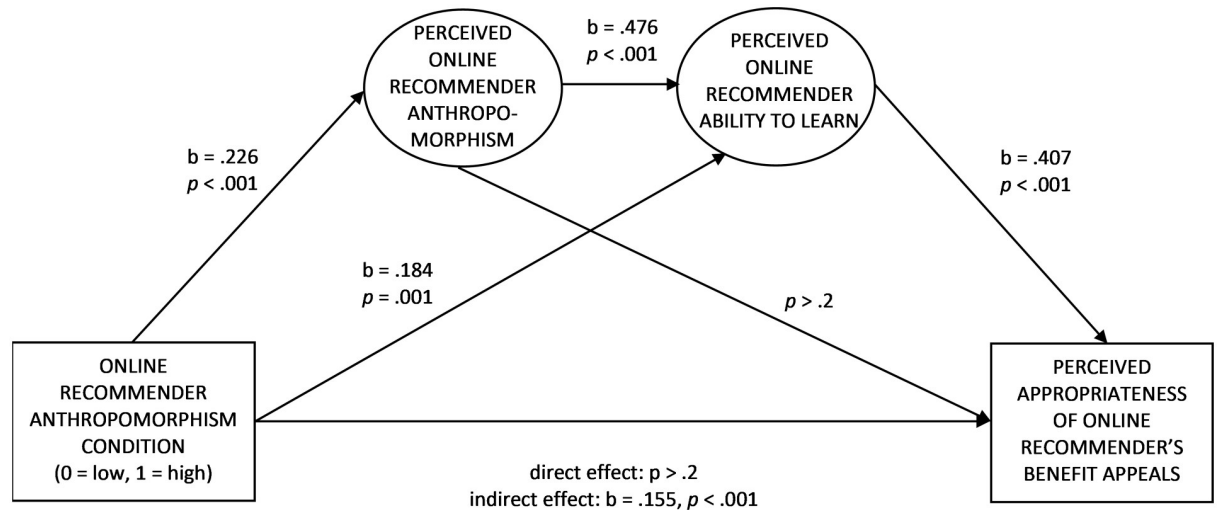 PERCEIVED
ONLINE
RECOMMENDER
ANTHROPO-
MORPHISM
b = .476
p < .001
PERCEIVED
ONLINE
RECOMMENDER
ABILITY TO LEARN
b = .226
p < .001
b = .407
p < .001
b = .184
p = .001
p > .2
ONLINE
RECOMMENDER
ANTHROPOMORPHISM
CONDITION
(0 = low, 1 = high)
PERCEIVED
APPROPRIATENESS
OF ONLINE
RECOMMENDER'S
BENEFIT APPEALS
direct effect: p > .2
indirect effect: b = .155, p < .001